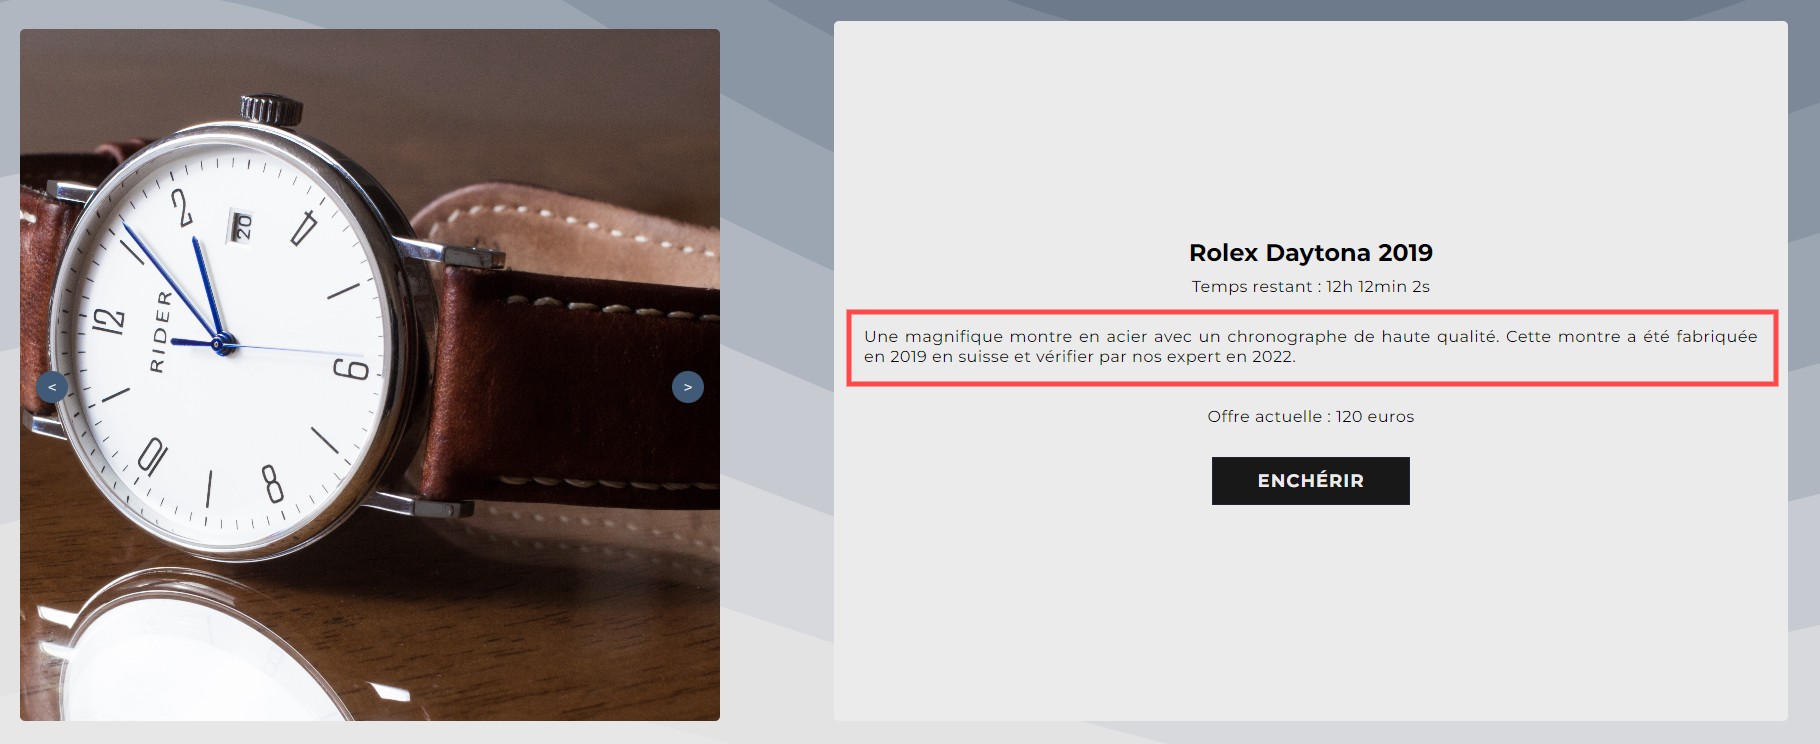 2
20
4
12
RIDER
6
10
8
<
>
Rolex Daytona 2019
Temps restant : 12h 12min 2s
Une magnifique montre en acier avec un chronographe de haute qualité. Cette montre a été fabriquée
en 2019 en suisse et vérifier par nos expert en 2022.
Offre actuelle : 120 euros
ENCHÉRIR